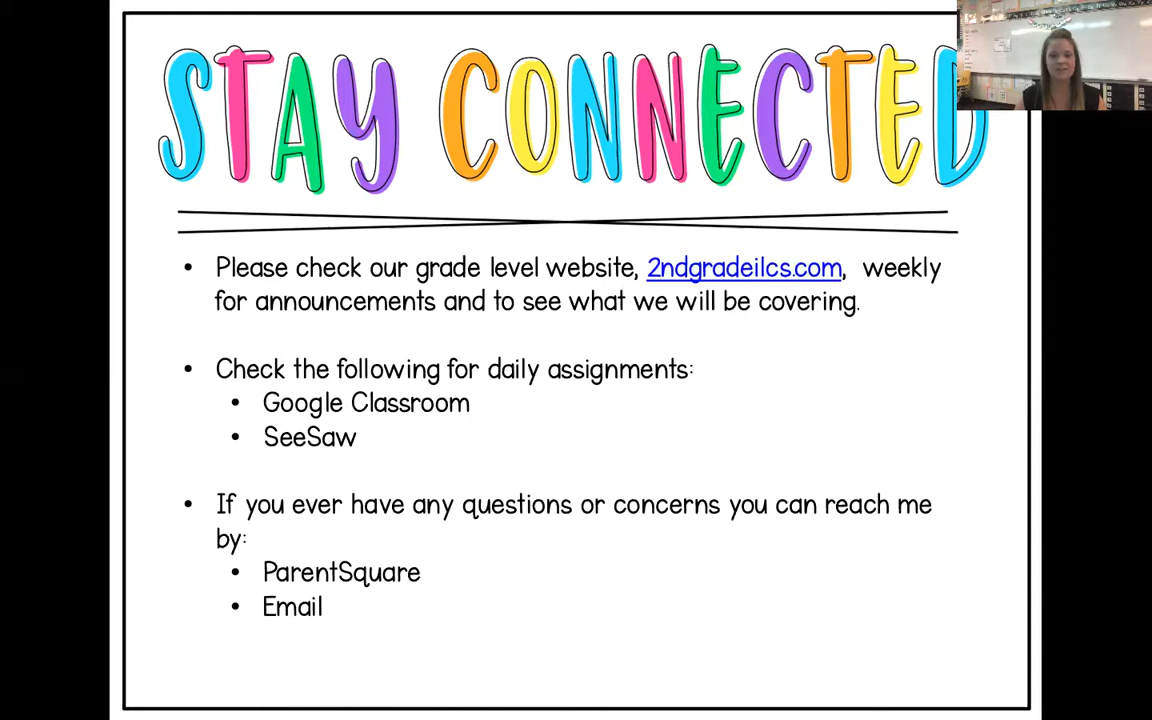 STAY CONNECTED
• Please check our grade level website, 2ndgradeilcs.com, weekly
for announcements and to see what we will be covering.
• Check the following for daily assignments:
• Google Classroom
• SeeSaw
• If you ever have any questions or concerns you can reach me
by:
• ParentSquare
• Email